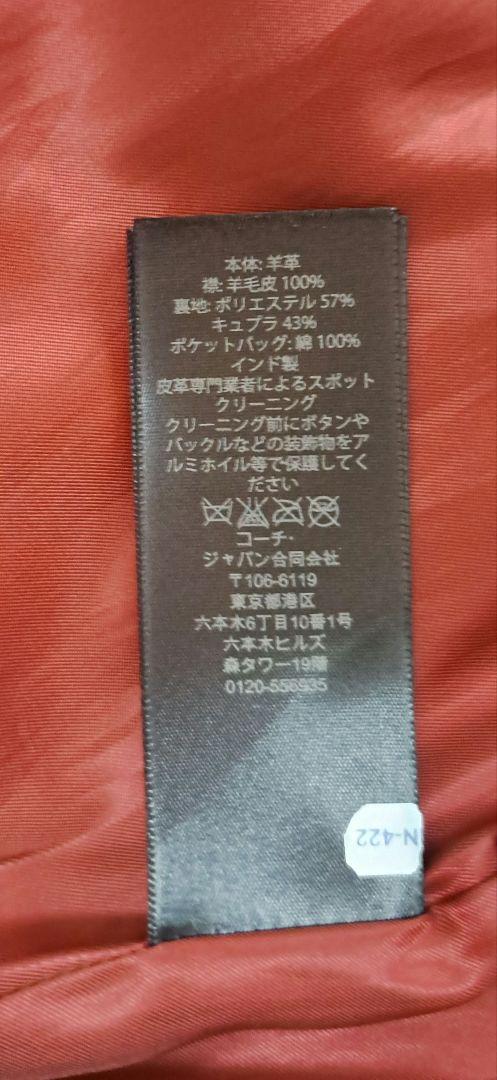 本体: 羊革
襟: 羊毛皮 100%
裏地: ポリエステル 57%
キュプラ 43%
ポケットバッグ: 綿 100%
インド製
皮革専門業者によるスポット
クリーニング
クリーニング前にボタンや
バックルなどの装飾物をア
ルミホイル等で保護してく
ださい
コーチ・
ジャパン合同会社
〒106-6119
東京都港区
六本木6丁目10番1号
六本木ヒルズ
森タワー19階
0120-556935
N-422